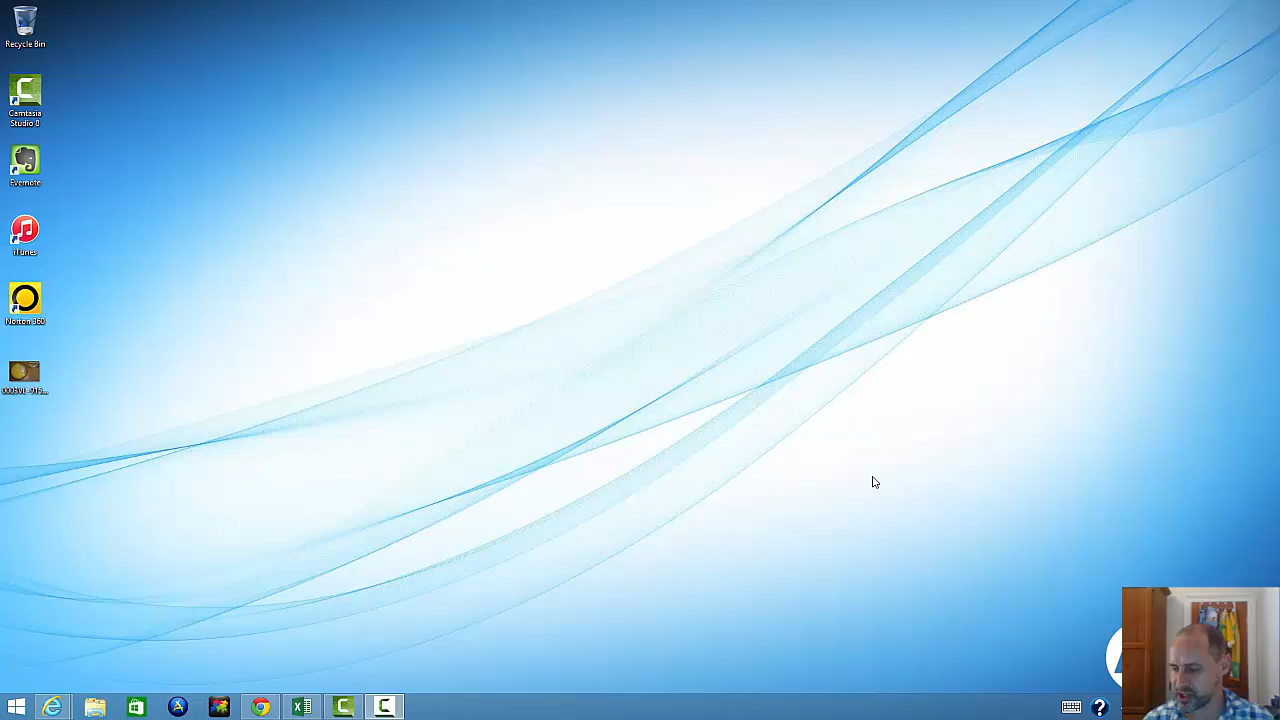 Recycle Bin
Camtasia
Studio 8
Evernote
iTunes
Norton 360